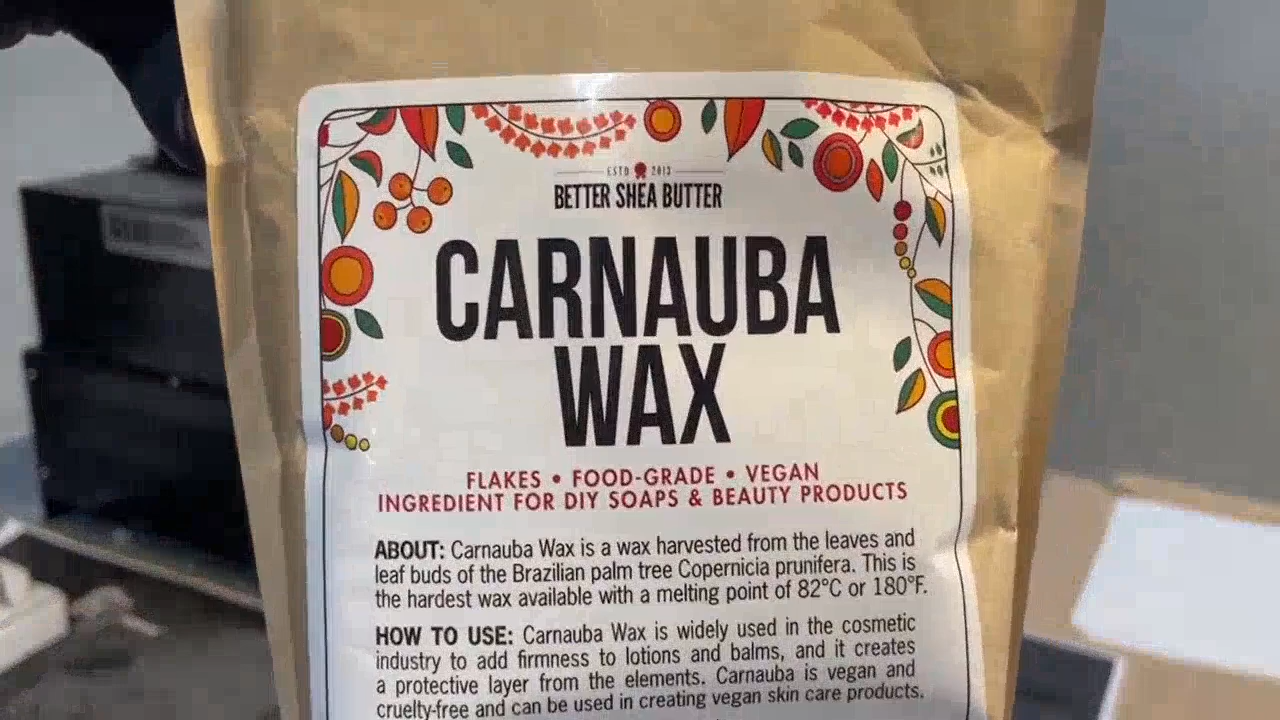 ESTD 2013
BETTER SHEA BUTTER
CARNAUBA
WAX
FLAKES • FOOD-GRADE • VEGAN
INGREDIENT FOR DIY SOAPS & BEAUTY PRODUCTS
ABOUT: Carnauba Wax is a wax harvested from the leaves and
leaf buds of the Brazilian palm tree Copernicia prunifera. This is
the hardest wax available with a melting point of 82°C or 180°F.
HOW TO USE: Carnauba Wax is widely used in the cosmetic
industry to add firmness to lotions and balms, and it creates
a protective layer from the elements. Carnauba is vegan and
cruelty-free and can be used in creating vegan skin care products.